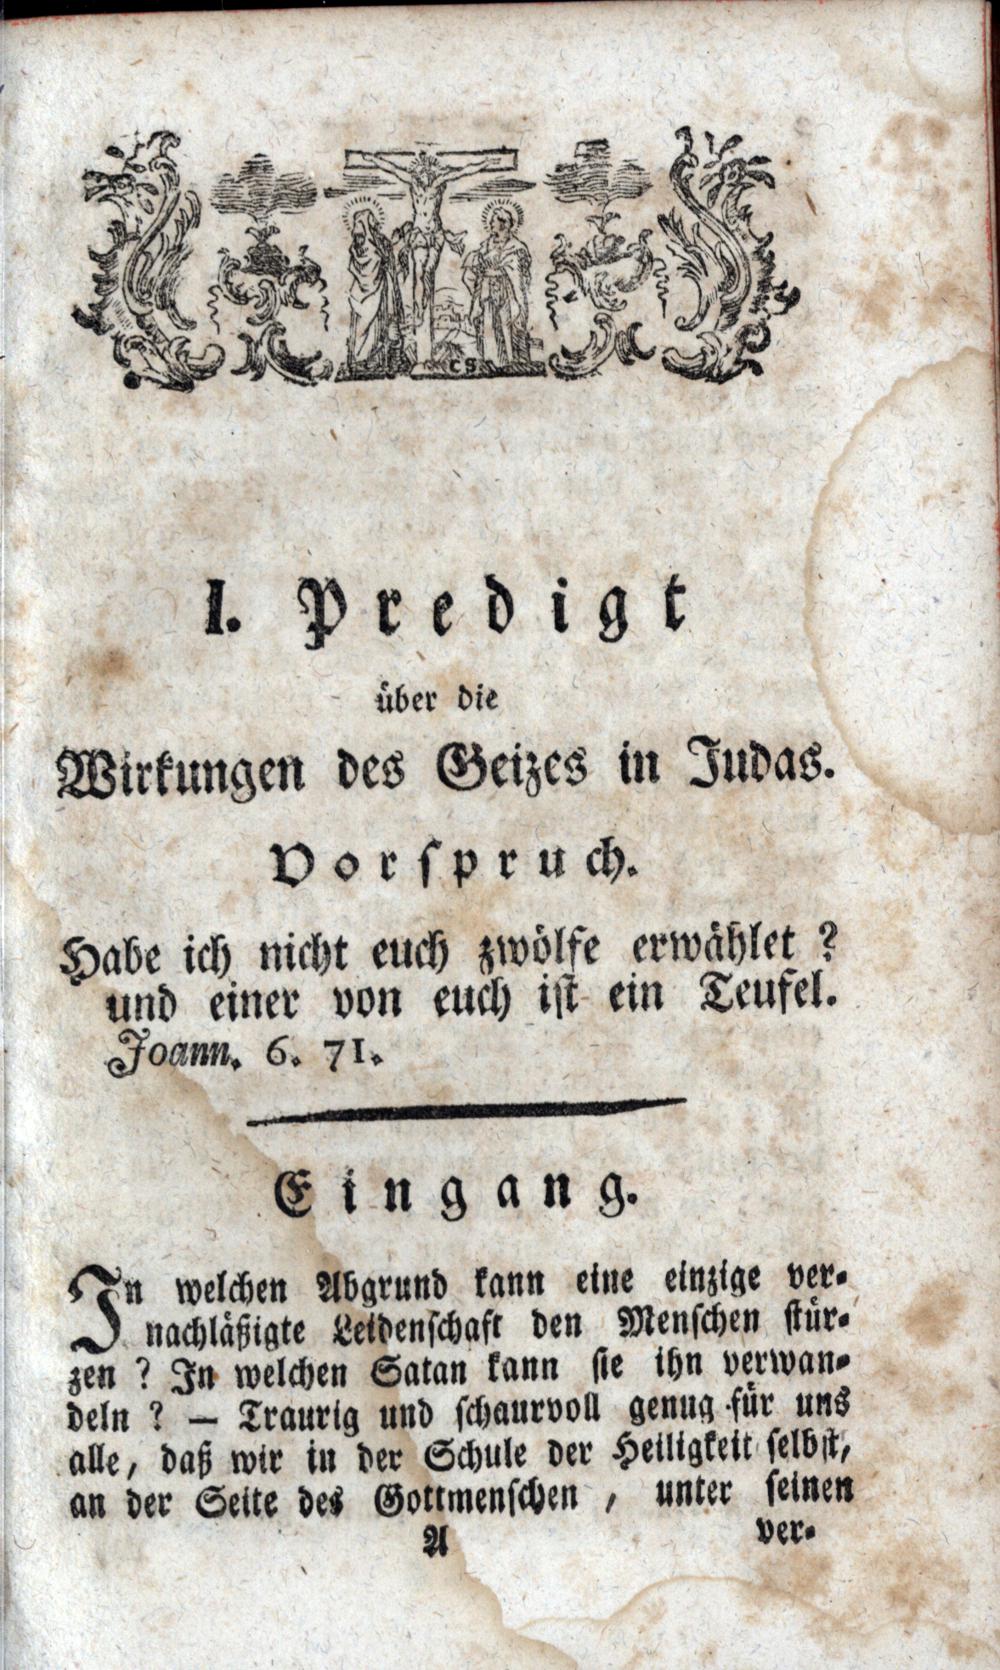 CS
I. Predigt
über die
Wirkungen des Geizes in Judas.
Vorspruch.
Habe ich nicht euch zwölfe erwählet ?
und einer von euch ist ein Teufel.
Joann. 6. 71.
Eingang.
In welchen Abgrund kann eine einzige ver-
nachläßigte Leidenschaft den Menschen stür-
zen ? In welchen Satan kann sie ihn verwan-
deln ? — Traurig und schaurvoll genug für uns
alle, daß wir in der Schule der Heiligkeit selbst,
an der Seite des Gottmenschen , unter seinen
A
ver-